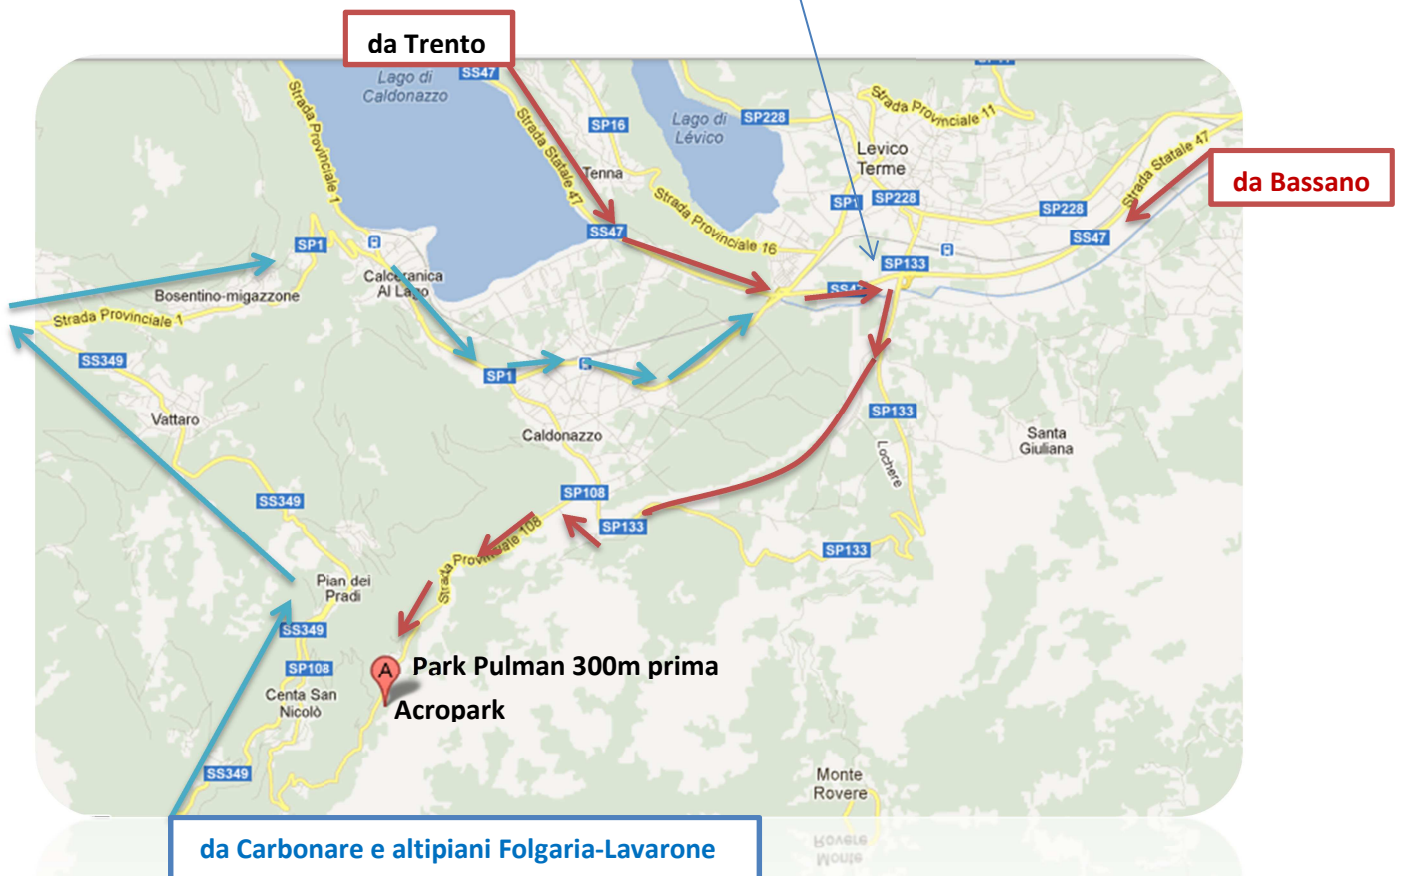 da Trento
SS47
Lago di
Caldonazzo
Strada Provinciale 1
Strada Statale 47
SP16
Lago di
Lévico
SP228
Strada Provinciale 11
Levico
Terme
Strada Statale 47
da Bassano
Tenna
SP1
SP228
SP228
Strada Provinciale 16
SS47
SS47
SP1
SP133
Calceranica
Al Lago
Bosentino-migazzone
SS47
Strada Provinciale 1
SS349
SP1
Vattaro
SP133
Caldonazzo
Santa
Giuliana
Lochere
SS349
SP108
SP133
Strada Provinciale 108
SP133
Pian dei
Pradi
SS349
SP108
A
Park Pulman 300m prima
Acropark
Centa San
Nicolò
SS349
Monte
Rovere
da Carbonare e altipiani Folgaria-Lavarone
Rovere
Monte